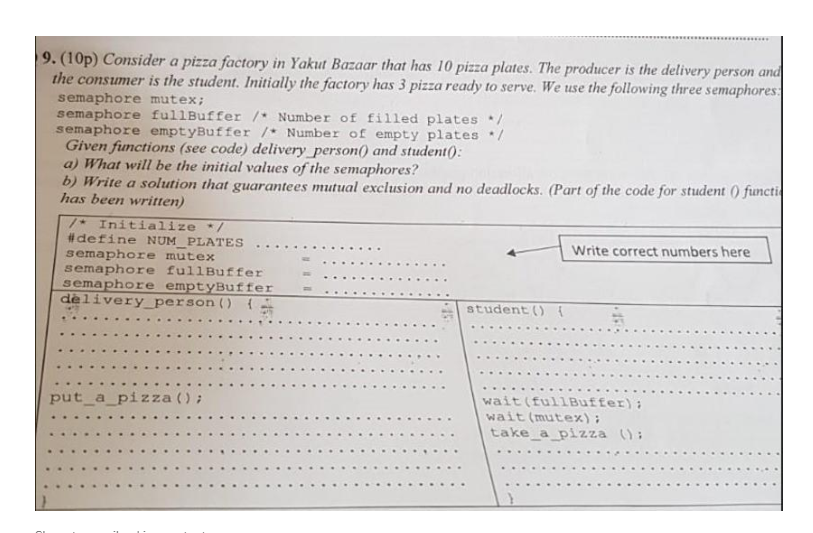 9. (10p) Consider a pizza factory in Yakut Bazaar that has 10 pizza plates. The producer is the delivery person and
the consumer is the student. Initially the factory has 3 pizza ready to serve. We use the following three semaphores:
semaphore mutex;
semaphore fullBuffer /* Number of filled plates */
semaphore emptyBuffer /* Number of empty plates */
Given functions (see code) delivery_person() and student():
a) What will be the initial values of the semaphores?
b) Write a solution that guarantees mutual exclusion and no deadlocks. (Part of the code for student () functi
has been written)
/* Initialize */
#define NUM_PLATES ..............
Write correct numbers here
semaphore mutex = ..............
semaphore fullBuffer = ..............
semaphore emptyBuffer = ..............
delivery_person() {
put_a_pizza();
}
student() {
wait(fullBuffer);
wait(mutex);
take_a_pizza ();
}